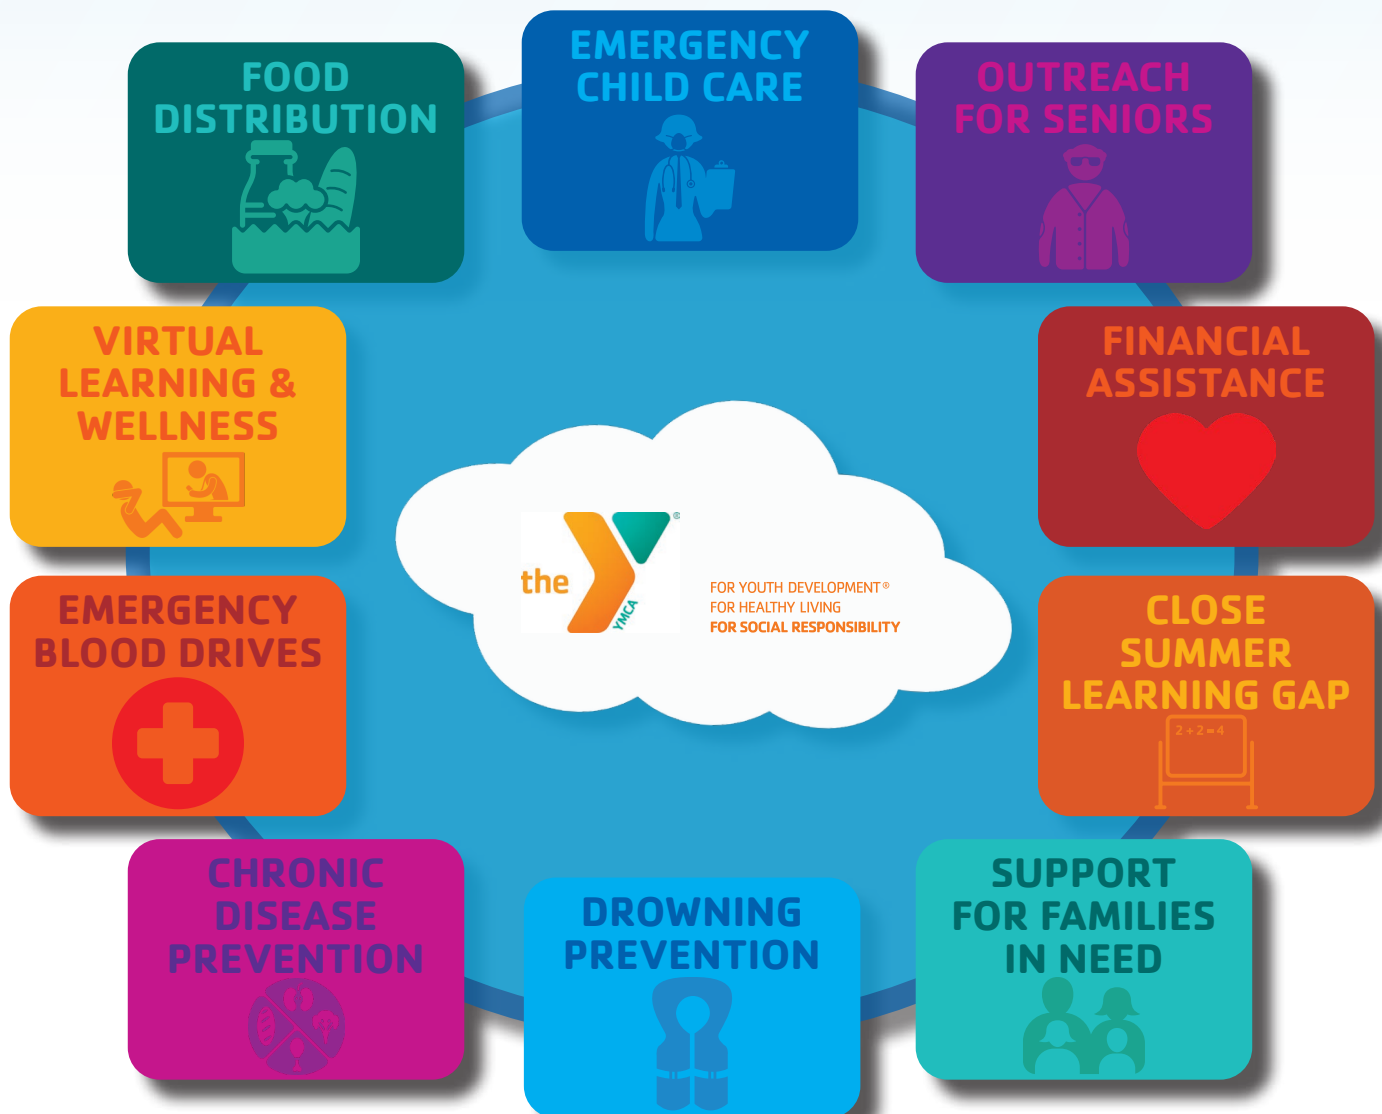 FOOD
DISTRIBUTION
EMERGENCY
CHILD CARE
OUTREACH
FOR SENIORS
VIRTUAL
LEARNING &
WELLNESS
FINANCIAL
ASSISTANCE
the
YMCA
®
FOR YOUTH DEVELOPMENT®
FOR HEALTHY LIVING
FOR SOCIAL RESPONSIBILITY
EMERGENCY
BLOOD DRIVES
CLOSE
SUMMER
LEARNING GAP
2+2=4
CHRONIC
DISEASE
PREVENTION
DROWNING
PREVENTION
SUPPORT
FOR FAMILIES
IN NEED